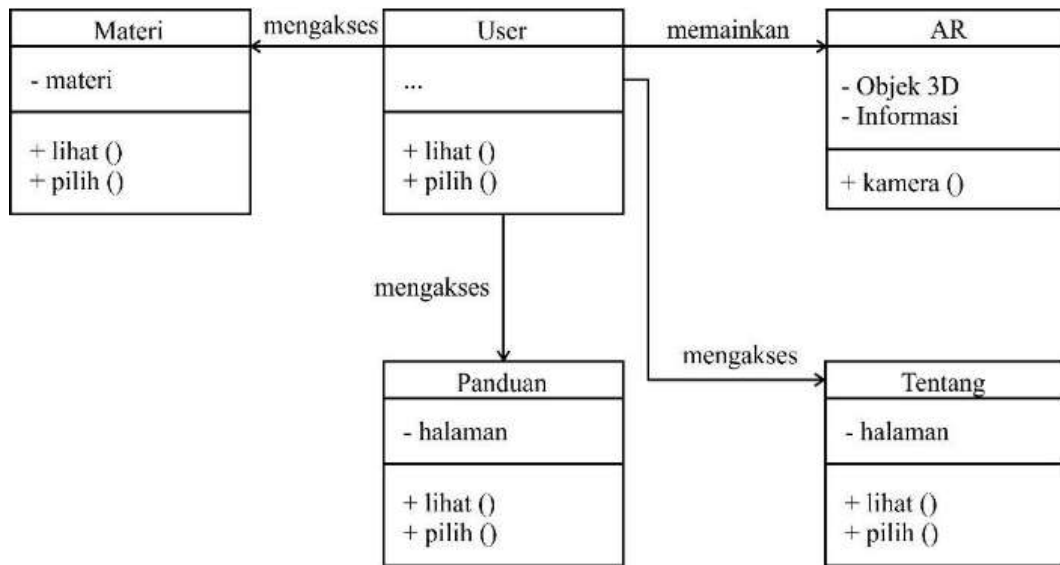 Materi
- materi
+ lihat ()
+ pilih ()
mengakses
User
...
+ lihat ()
+ pilih ()
memainkan
AR
- Objek 3D
- Informasi
+ kamera ()
mengakses
Panduan
- halaman
+ lihat ()
+ pilih ()
mengakses
Tentang
- halaman
+ lihat ()
+ pilih ()